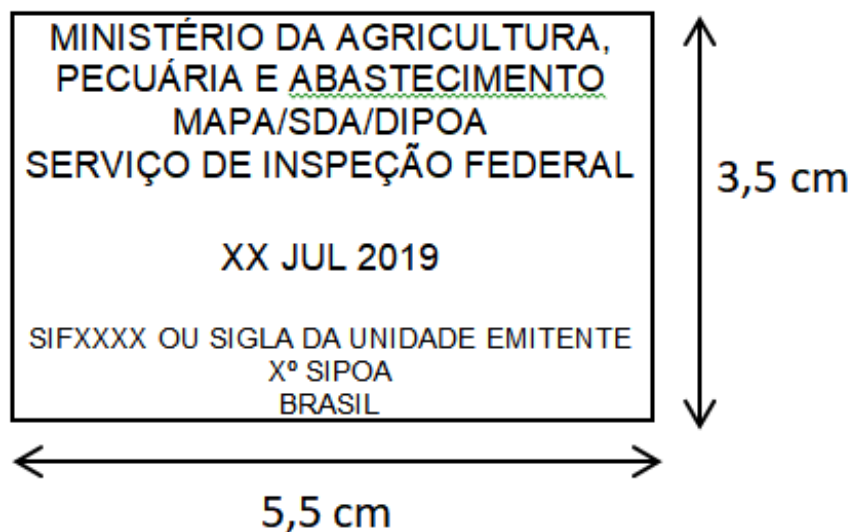 MINISTÉRIO DA AGRICULTURA,
PECUÁRIA E ABASTECIMENTO
MAPA/SDA/DIPOA
SERVIÇO DE INSPEÇÃO FEDERAL
XX JUL 2019
SIFXXXX OU SIGLA DA UNIDADE EMITENTE
Xº SIPOA
BRASIL
3,5 cm
5,5 cm